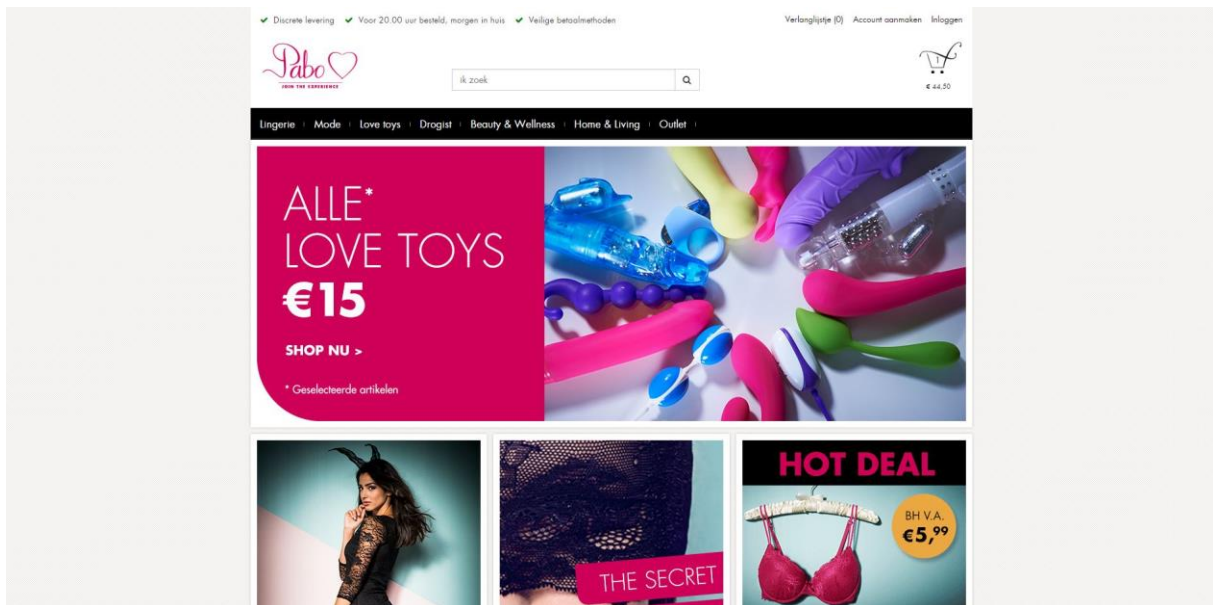 Discrete levering Voor 20.00 uur besteld, morgen in huis Veilige betaalmethoden Verlanglijstje (0) Account aanmaken Inloggen
Pabo
JOIN THE EXPERIENCE
ik zoek
1
€ 44,50
Lingerie Mode Love toys Drogist Beauty & Wellness Home & Living Outlet
ALLE*
LOVE TOYS
€15
SHOP NU >
* Geselecteerde artikelen
THE SECRET
HOT DEAL
BH V.A.
€5,99